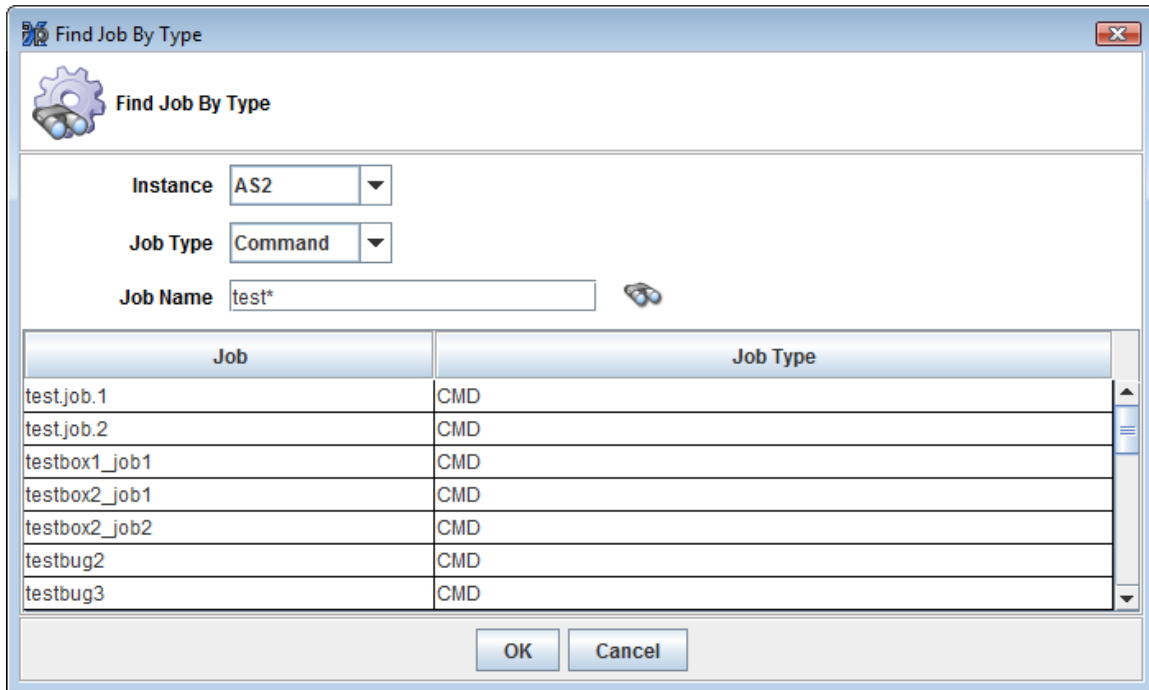 Find Job By Type
Find Job By Type
Instance AS2
Job Type Command
Job Name test*
Job Job Type
test.job.1 CMD
test.job.2 CMD
testbox1_job1 CMD
testbox2_job1 CMD
testbox2_job2 CMD
testbug2 CMD
testbug3 CMD
OK Cancel